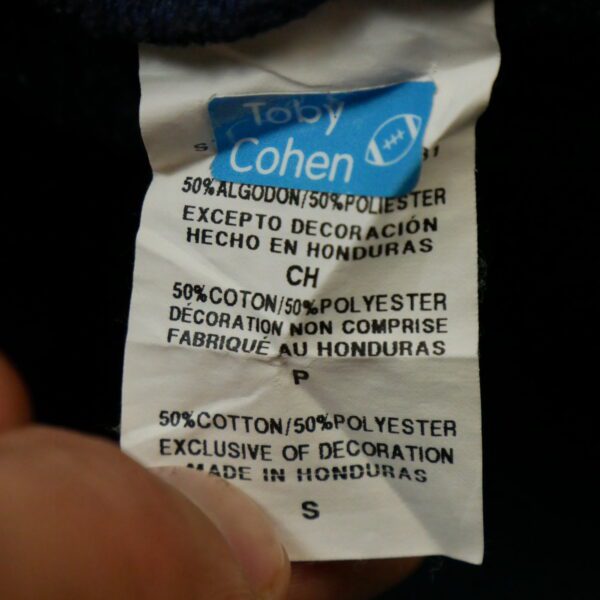 Toby
Cohen
50%ALGODON/50%POLIESTER
EXCEPTO DECORACIÓN
HECHO EN HONDURAS
CH
50%COTON/50%POLYESTER
DÉCORATION NON COMPRISE
FABRIQUÉ AU HONDURAS
P
50%COTTON/50%POLYESTER
EXCLUSIVE OF DECORATION
MADE IN HONDURAS
S